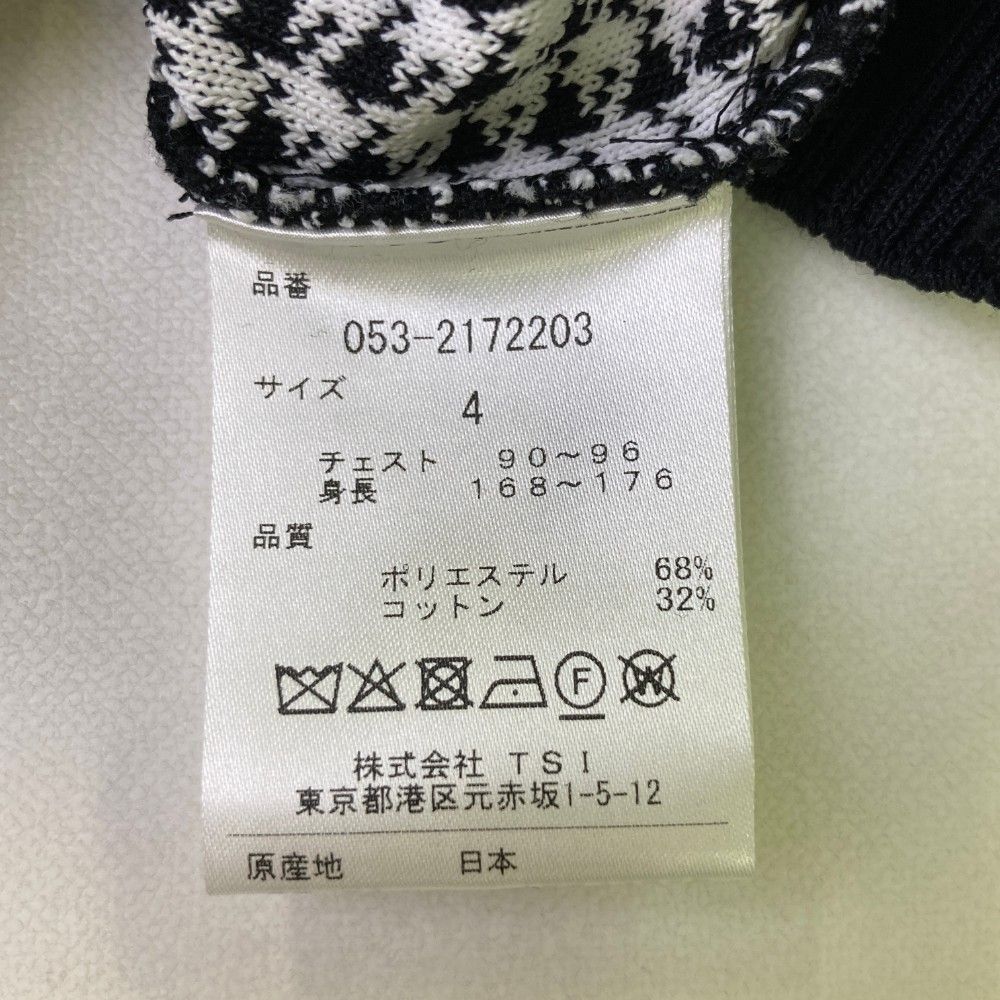 品番
053-2172203
サイズ
4
チェスト 90～96
身長 168～176
品質
ポリエステル 68%
コットン 32%
F W
株式会社 TSI
東京都港区元赤坂1-5-12
原産地 日本